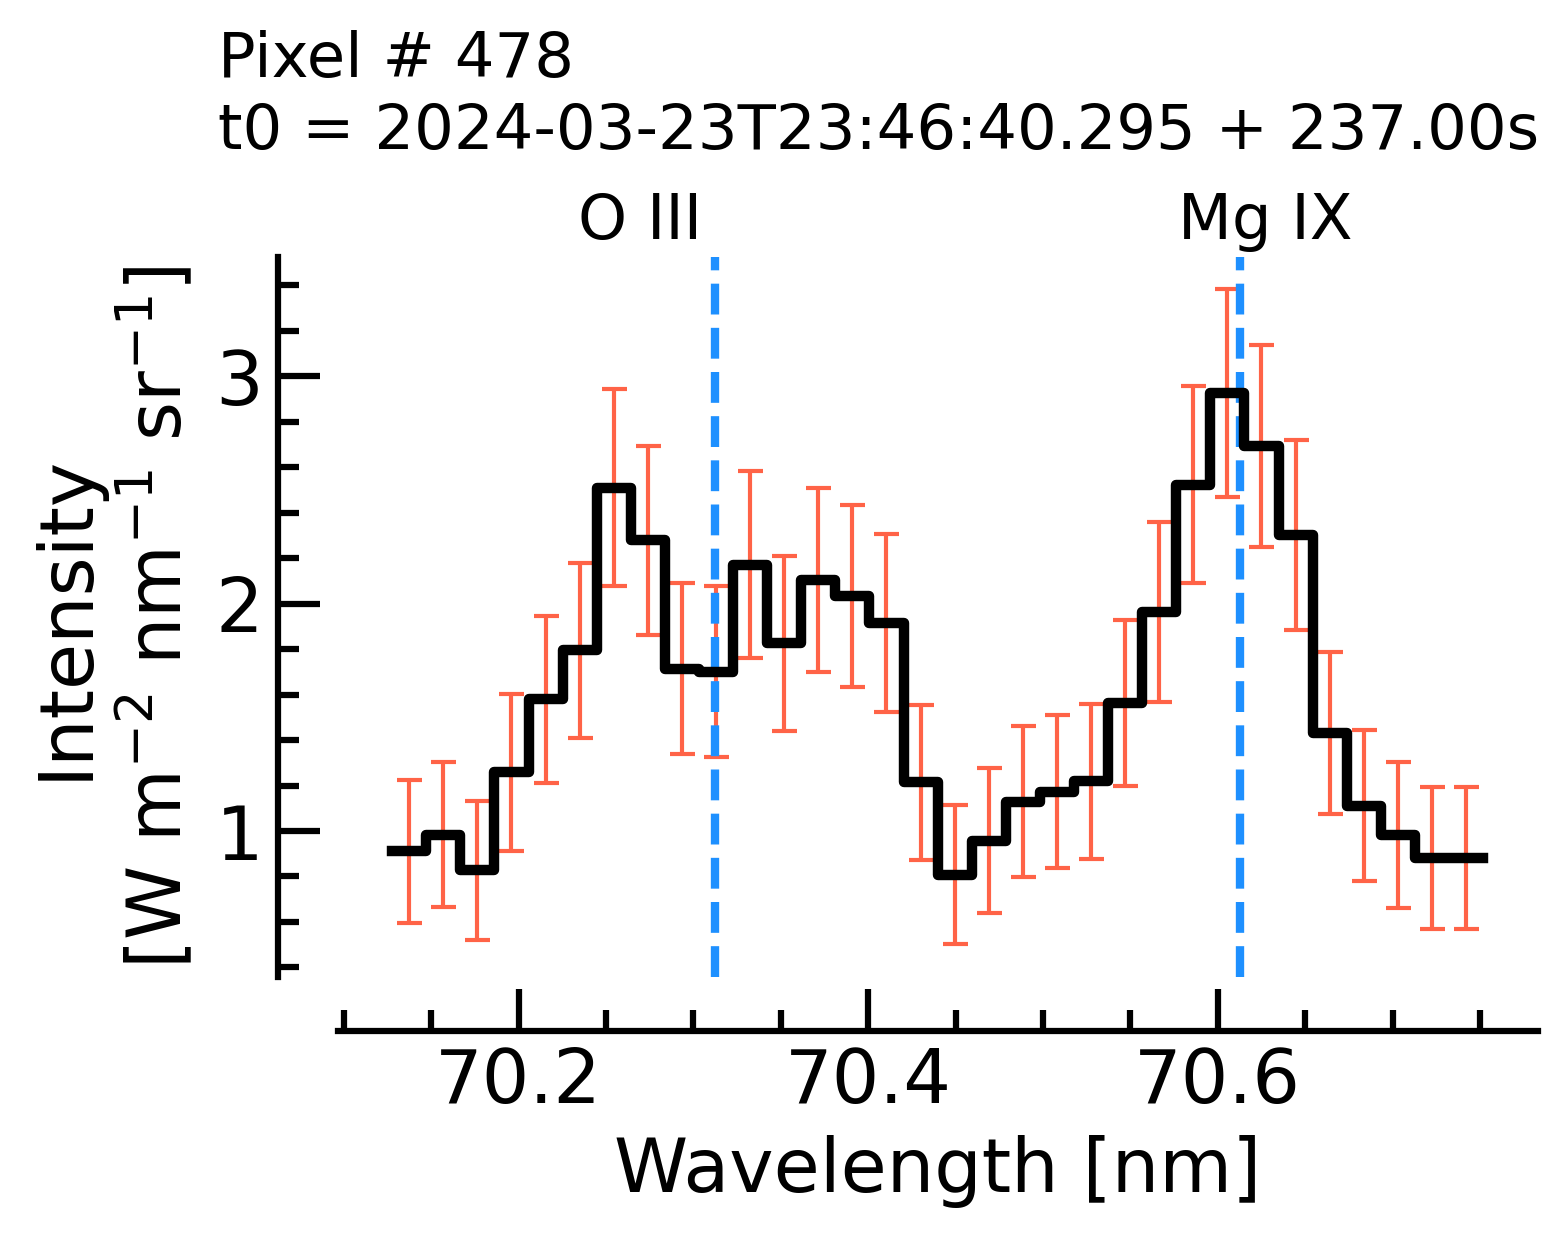 Pixel # 478
t0 = 2024-03-23T23:46:40.295 + 237.00s
O III Mg IX
Intensity
[W m⁻² nm⁻¹ sr⁻¹]
3
2
1
70.2 70.4 70.6
Wavelength [nm]